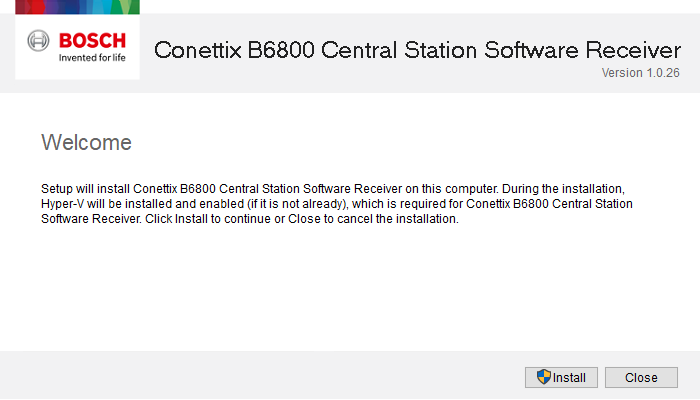 BOSCH
Invented for life
Conettix B6800 Central Station Software Receiver
Version 1.0.26
Welcome
Setup will install Conettix B6800 Central Station Software Receiver on this computer. During the installation,
Hyper-V will be installed and enabled (if it is not already), which is required for Conettix B6800 Central Station
Software Receiver. Click Install to continue or Close to cancel the installation.
Install
Close